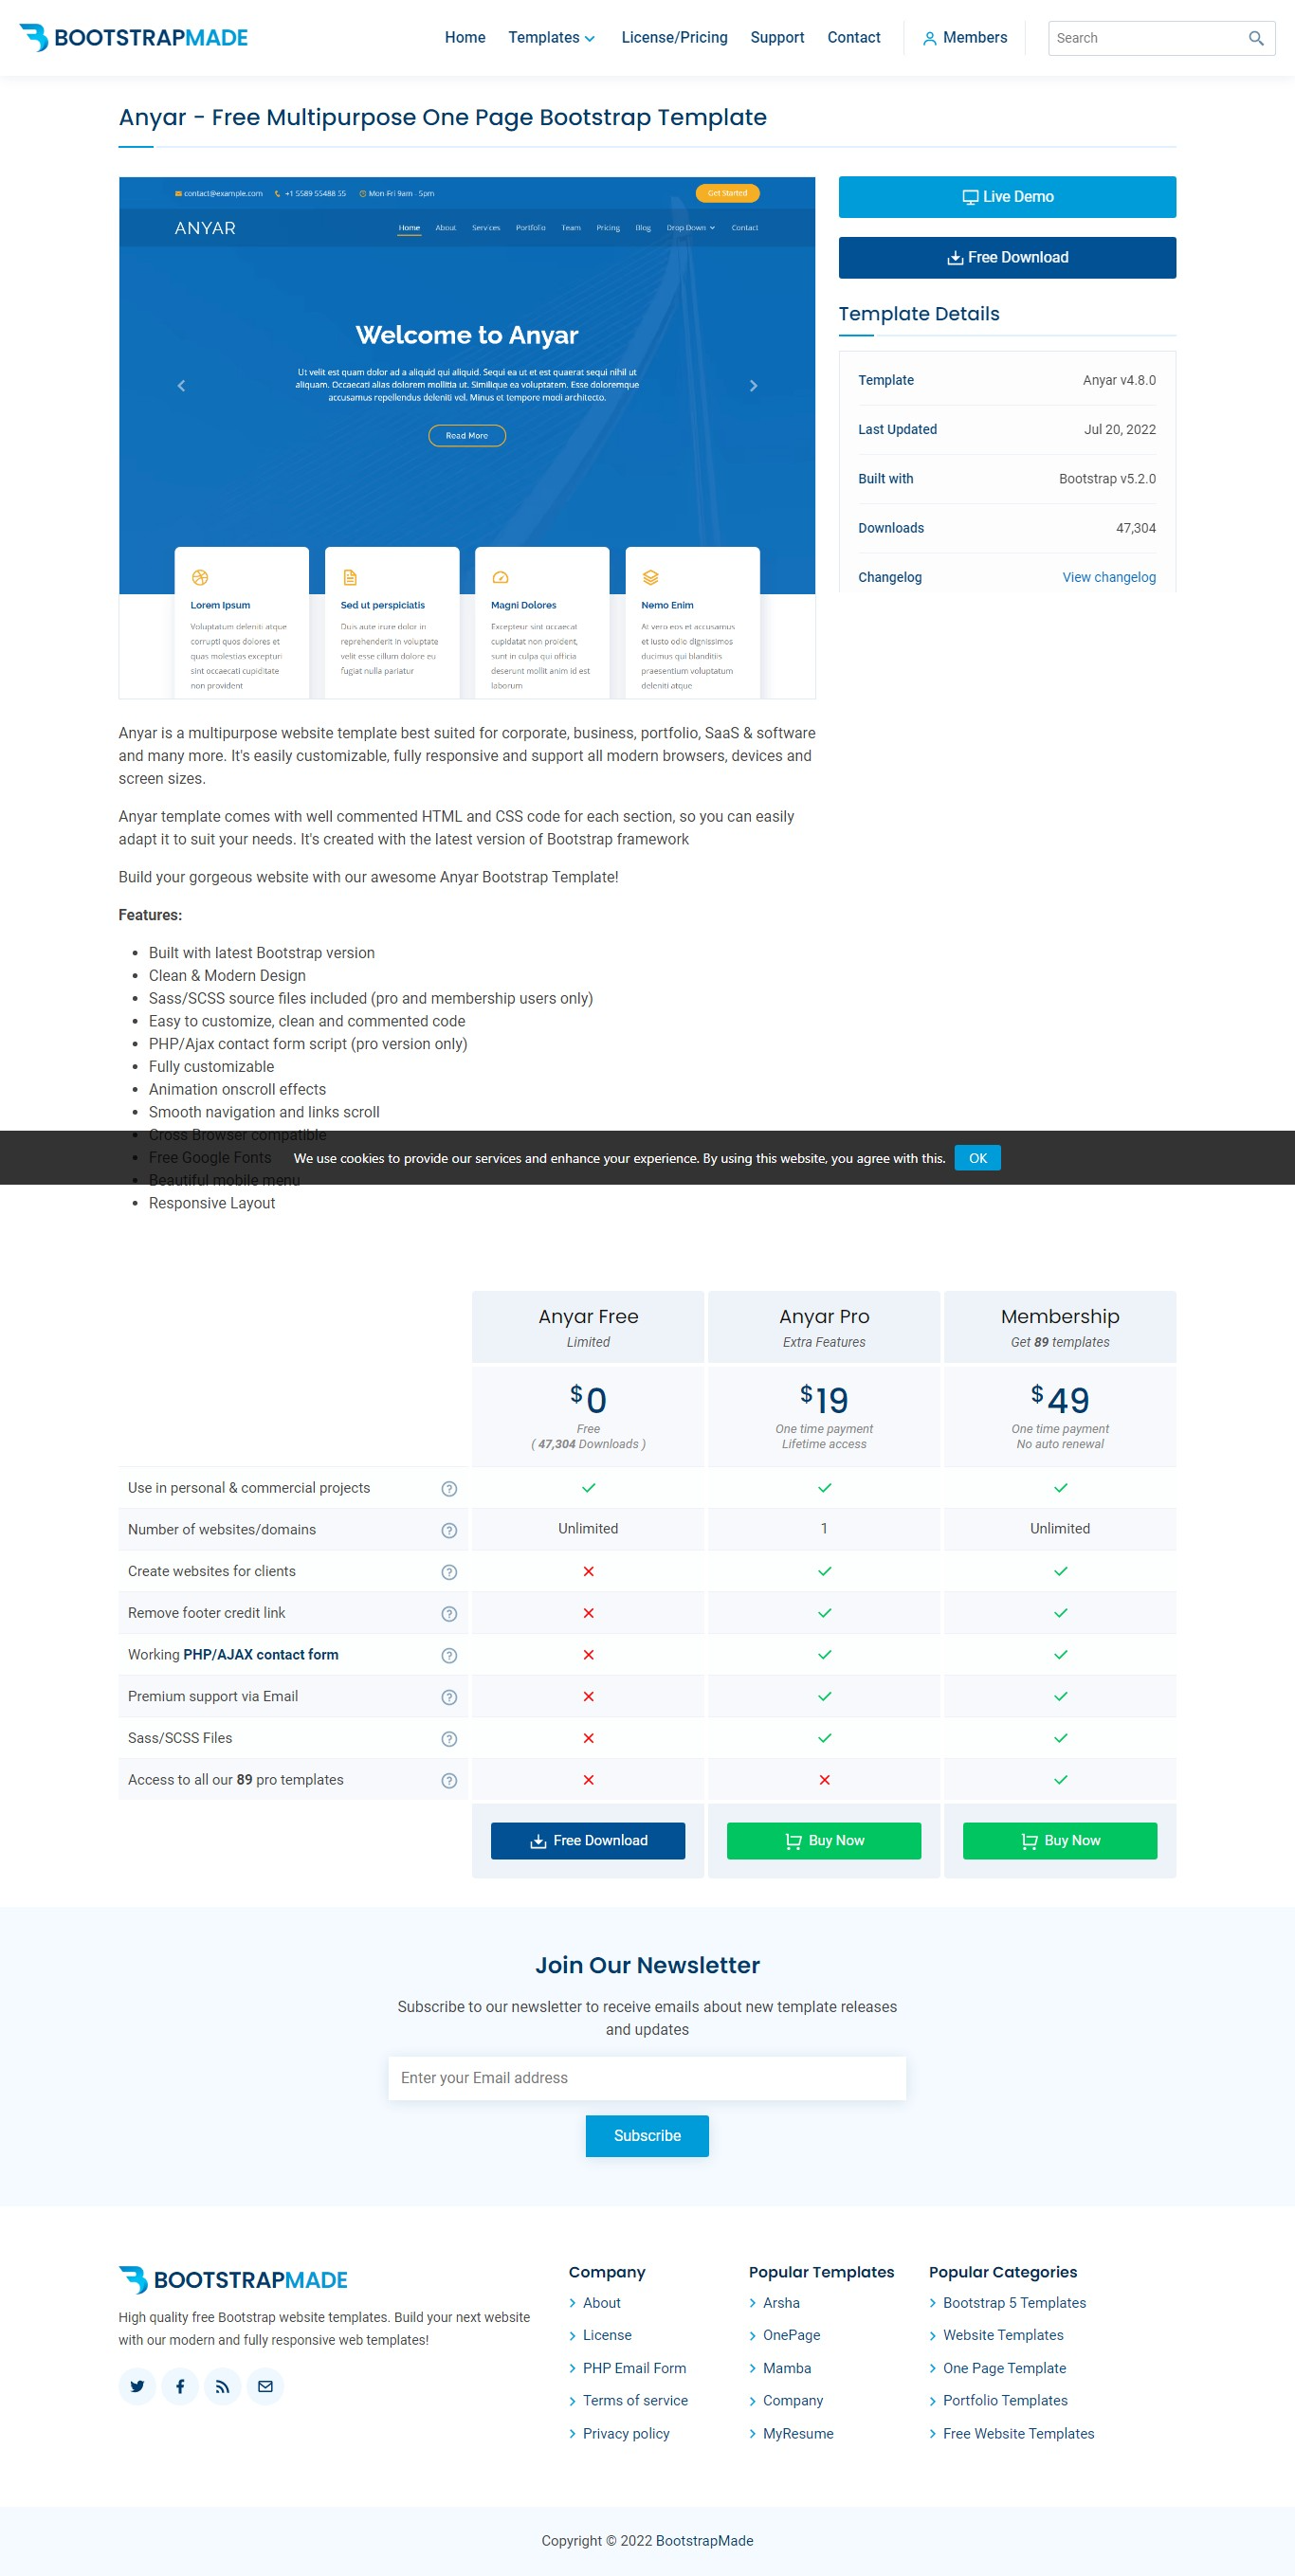 BOOTSTRAPMADE
Home Templates License/Pricing Support Contact Members Search
Anyar - Free Multipurpose One Page Bootstrap Template
contact@example.com +1 5589 55488 55 Mon-Fri 9am - 5pm Get Started
ANYAR Home About Services Portfolio Team Pricing Blog Drop Down Contact
Welcome to Anyar
Ut velit est quam dolor ad a aliquid qui aliquid. Sequi ea ut et est quaerat sequi nihil ut
aliquam. Occaecati alias dolorem mollitia ut. Similique ea voluptatem. Esse doloremque
accusamus repellendus deleniti vel. Minus et tempore modi architecto.
Read More
Lorem Ipsum
Voluptatum deleniti atque
corrupti quos dolores et
quas molestias excepturi
sint occaecati cupiditate
non provident
Sed ut perspiciatis
Duis aute irure dolor in
reprehenderit in voluptate
velit esse cillum dolore eu
fugiat nulla pariatur
Magni Dolores
Excepteur sint occaecat
cupidatat non proident,
sunt in culpa qui officia
deserunt mollit anim id est
laborum
Nemo Enim
At vero eos et accusamus
et iusto odio dignissimos
ducimus qui blanditiis
praesentium voluptatum
deleniti atque
Live Demo
Free Download
Template Details
Template Anyar v4.8.0
Last Updated Jul 20, 2022
Built with Bootstrap v5.2.0
Downloads 47,304
Changelog View changelog
Anyar is a multipurpose website template best suited for corporate, business, portfolio, SaaS & software
and many more. It's easily customizable, fully responsive and support all modern browsers, devices and
screen sizes.
Anyar template comes with well commented HTML and CSS code for each section, so you can easily
adapt it to suit your needs. It's created with the latest version of Bootstrap framework
Build your gorgeous website with our awesome Anyar Bootstrap Template!
Features:
Built with latest Bootstrap version
Clean & Modern Design
Sass/SCSS source files included (pro and membership users only)
Easy to customize, clean and commented code
PHP/Ajax contact form script (pro version only)
Fully customizable
Animation onscroll effects
Smooth navigation and links scroll
Cross Browser compatible
Free Google Fonts
We use cookies to provide our services and enhance your experience. By using this website, you agree with this. OK
Beautiful mobile menu
Responsive Layout
Anyar Free Anyar Pro Membership
Limited Extra Features Get 89 templates
$0 $19 $49
Free One time payment One time payment
( 47,304 Downloads ) Lifetime access No auto renewal
Use in personal & commercial projects
Number of websites/domains Unlimited 1 Unlimited
Create websites for clients
Remove footer credit link
Working PHP/AJAX contact form
Premium support via Email
Sass/SCSS Files
Access to all our 89 pro templates
Free Download Buy Now Buy Now
Join Our Newsletter
Subscribe to our newsletter to receive emails about new template releases
and updates
Enter your Email address
Subscribe
BOOTSTRAPMADE
High quality free Bootstrap website templates. Build your next website
with our modern and fully responsive web templates!
Company
About
License
PHP Email Form
Terms of service
Privacy policy
Popular Templates
Arsha
OnePage
Mamba
Company
MyResume
Popular Categories
Bootstrap 5 Templates
Website Templates
One Page Template
Portfolio Templates
Free Website Templates
Copyright © 2022 BootstrapMade